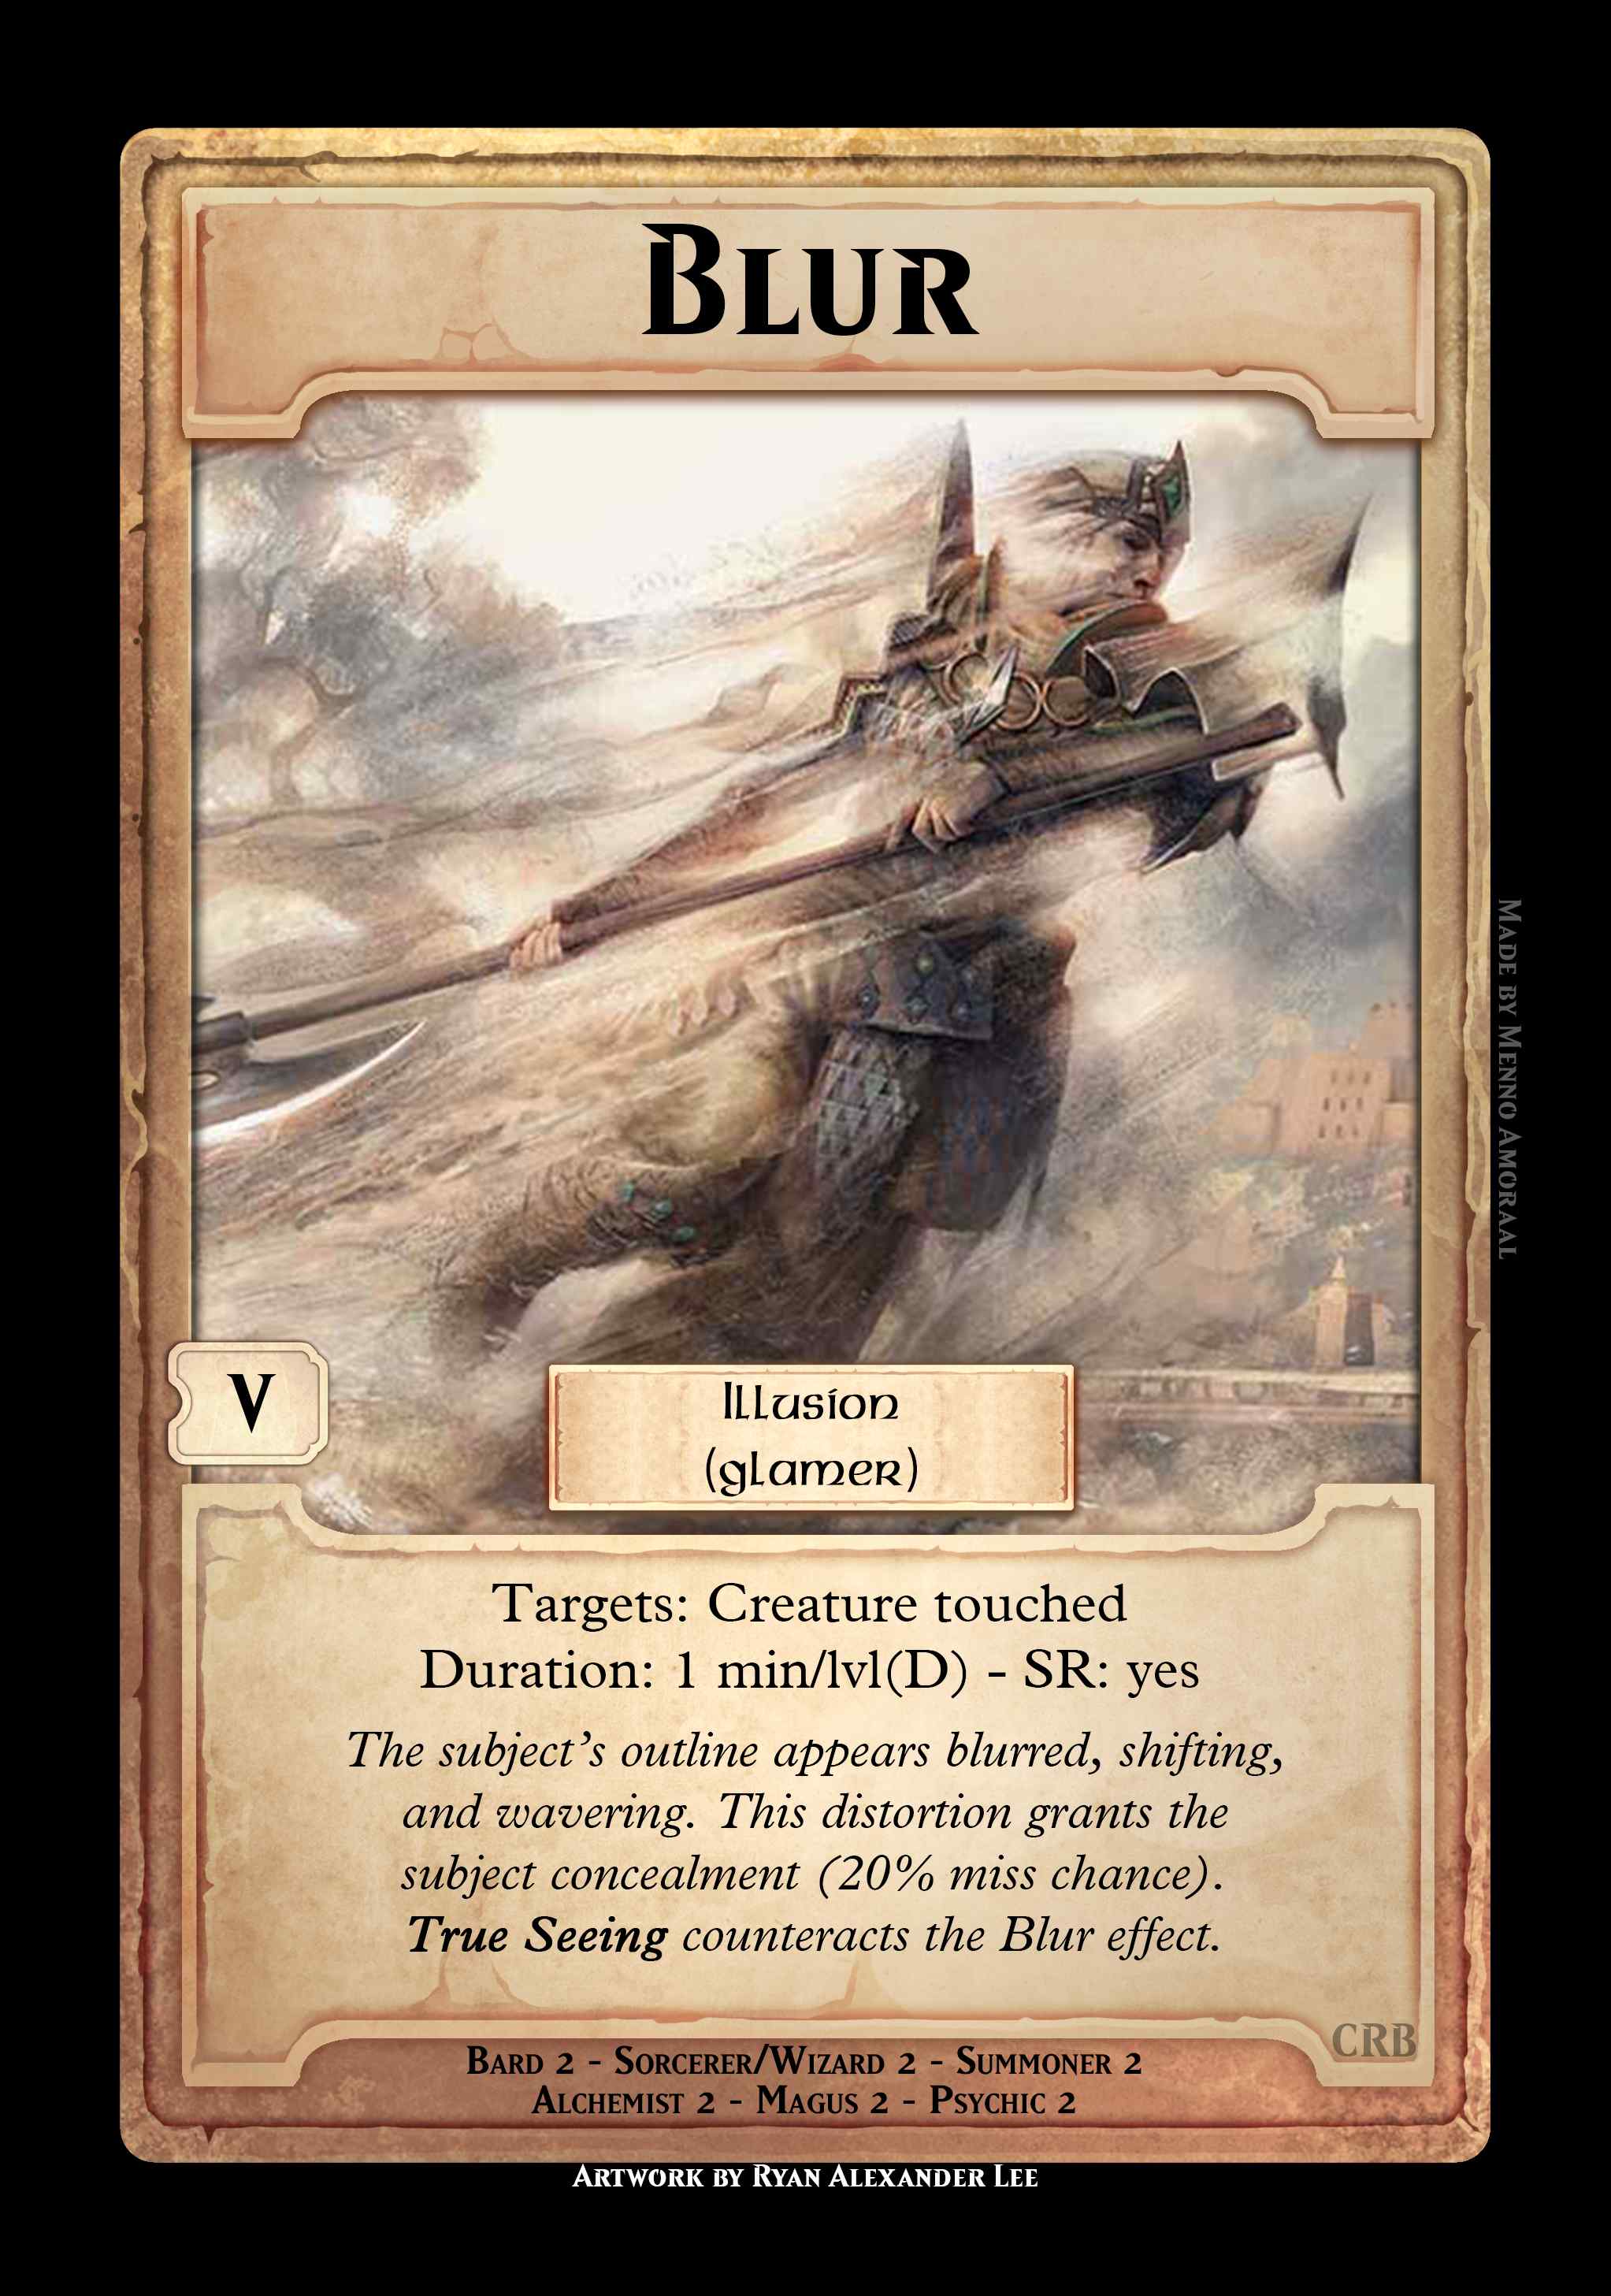 Blur
V
Illusion
(glamer)
Targets: Creature touched
Duration: 1 min/lvl(D) - SR: yes
The subject's outline appears blurred, shifting,
and wavering. This distortion grants the
subject concealment (20% miss chance).
True Seeing counteracts the Blur effect.
CRB
Bard 2 - Sorcerer/Wizard 2 - Summoner 2
Alchemist 2 - Magus 2 - Psychic 2
Artwork by Ryan Alexander Lee
Made by Menno Amoraal